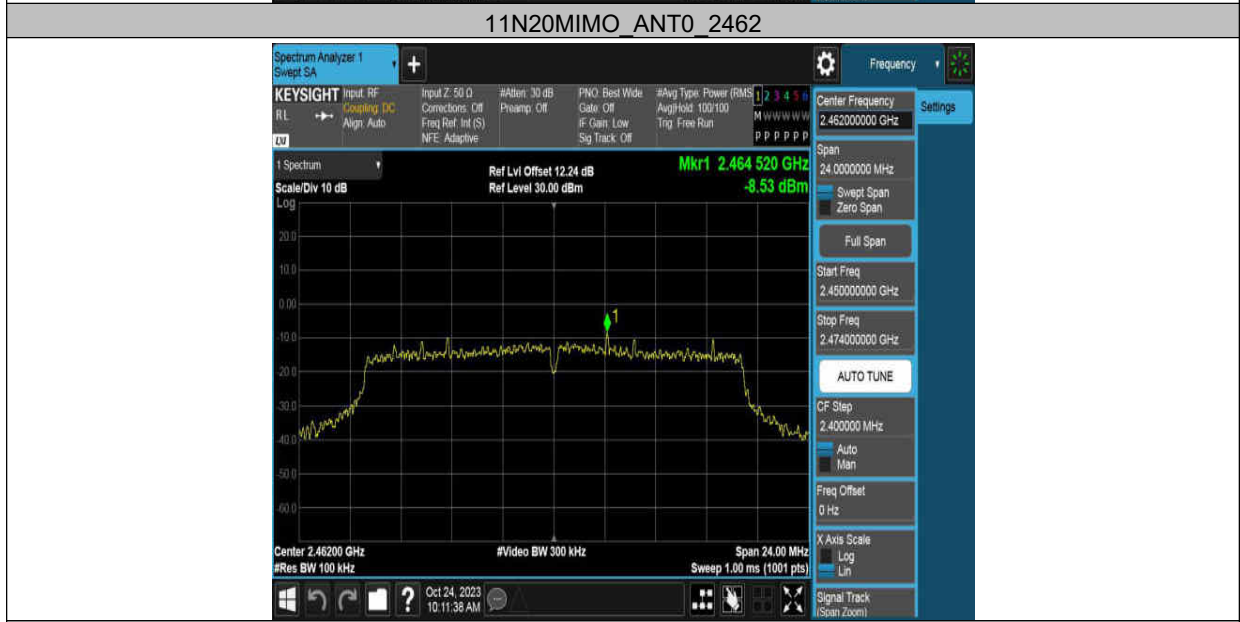 11N20MIMO_ANT0_2462
Spectrum Analyzer 1
Swept SA
+
Frequency
KEYSIGHT
RL
LXI
Input: RF
Coupling: DC
Align: Auto
Input Z: 50 Ω
Corrections: Off
Freq Ref: Int (S)
NFE: Adaptive
#Atten: 30 dB
Preamp: Off
PNO: Best Wide
Gate: Off
IF Gain: Low
Sig Track: Off
#Avg Type: Power (RMS
Avg|Hold: 100/100
Trig: Free Run
1 2 3 4 5 6
M W W W W W
P P P P P P
1 Spectrum
Scale/Div 10 dB
Ref Lvl Offset 12.24 dB
Ref Level 30.00 dBm
Mkr1 2.464 520 GHz
-8.53 dBm
Log
20.0
10.0
0.00
-10.0
-20.0
-30.0
-40.0
-50.0
-60.0
1
Center 2.46200 GHz
#Res BW 100 kHz
#Video BW 300 kHz
Span 24.00 MHz
Sweep 1.00 ms (1001 pts)
Center Frequency
2.462000000 GHz
Settings
Span
24.0000000 MHz
Swept Span
Zero Span
Full Span
Start Freq
2.450000000 GHz
Stop Freq
2.474000000 GHz
AUTO TUNE
CF Step
2.400000 MHz
Auto
Man
Freq Offset
0 Hz
X Axis Scale
Log
Lin
Signal Track
(Span Zoom)
?
Oct 24, 2023
10:11:38 AM